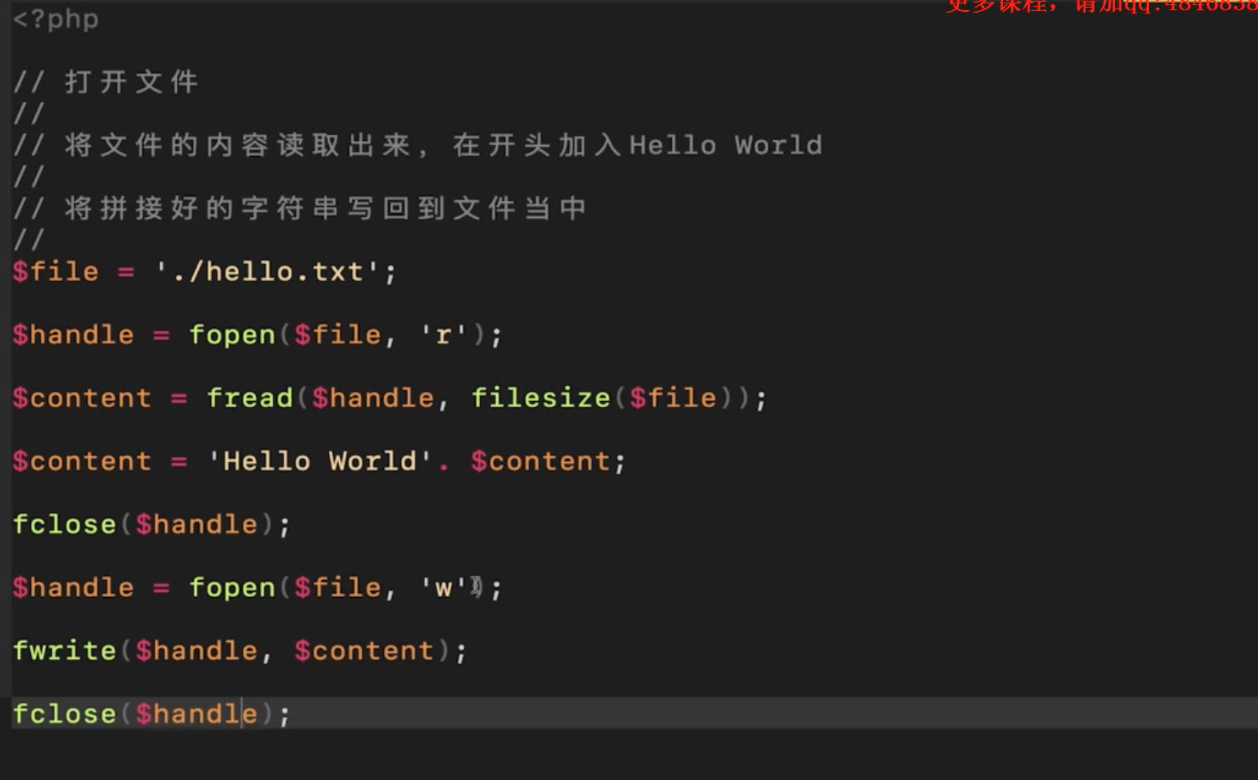 更多课程，请加qq:4846838
<?php
// 打开文件
//
// 将文件的内容读取出来，在开头加入Hello World
//
// 将拼接好的字符串写回到文件当中
//
$file = './hello.txt';
$handle = fopen($file, 'r');
$content = fread($handle, filesize($file));
$content = 'Hello World'. $content;
fclose($handle);
$handle = fopen($file, 'w');
fwrite($handle, $content);
fclose($handle);